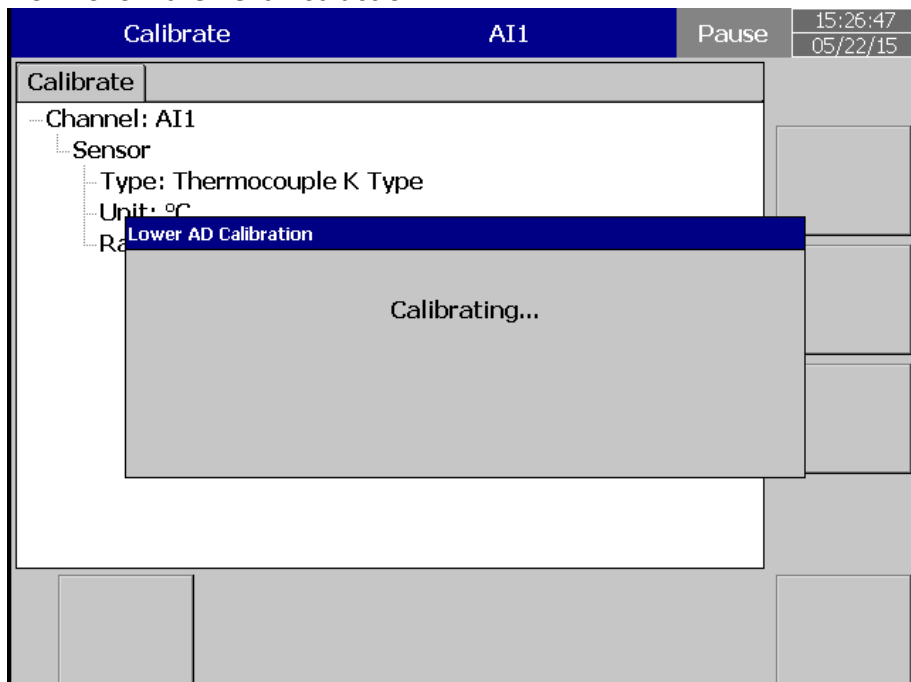 Calibrate AI1 Pause 15:26:47
05/22/15
Calibrate
Channel: AI1
Sensor
Type: Thermocouple K Type
Unit: °C
Lower AD Calibration
Calibrating...